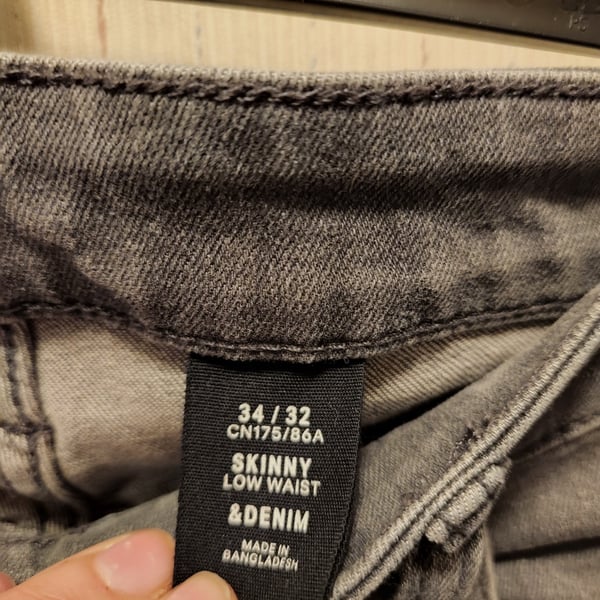 34 / 32
CN175/86A
SKINNY
LOW WAIST
&DENIM
MADE IN
BANGLADESH